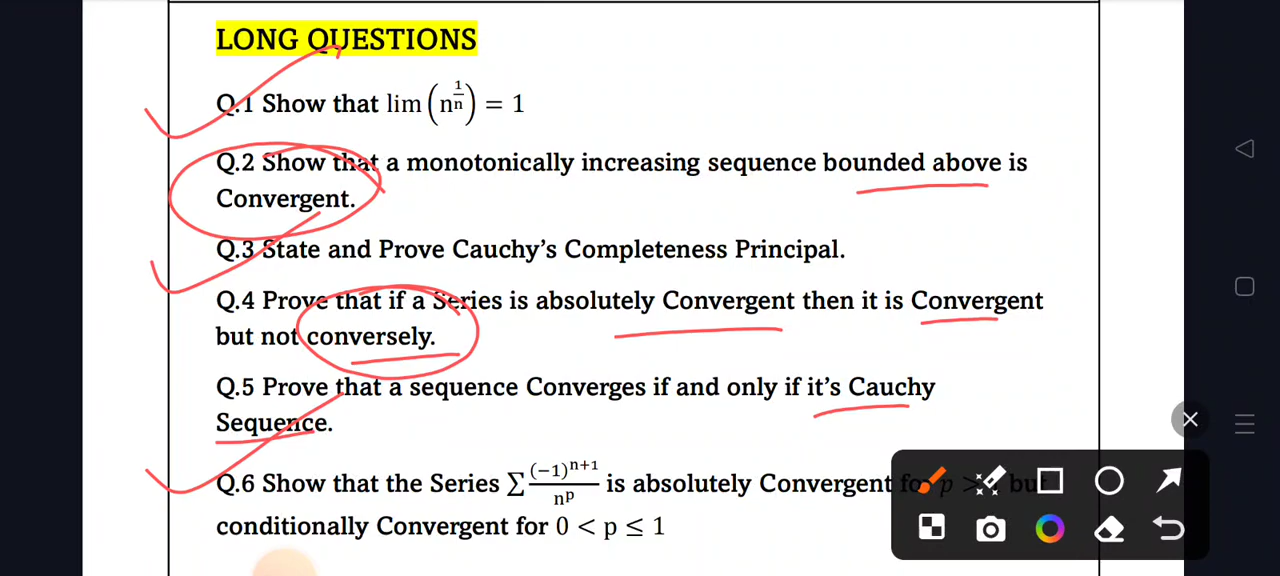 LONG QUESTIONS
Q.1 Show that lim (n^(1/n)) = 1
Q.2 Show that a monotonically increasing sequence bounded above is
Convergent.
Q.3 State and Prove Cauchy's Completeness Principal.
Q.4 Prove that if a Series is absolutely Convergent then it is Convergent
but not conversely.
Q.5 Prove that a sequence Converges if and only if it's Cauchy
Sequence.
Q.6 Show that the Series ∑ (−1)^(n+1)/n^p is absolutely Convergent for p > bu
conditionally Convergent for 0 < p ≤ 1